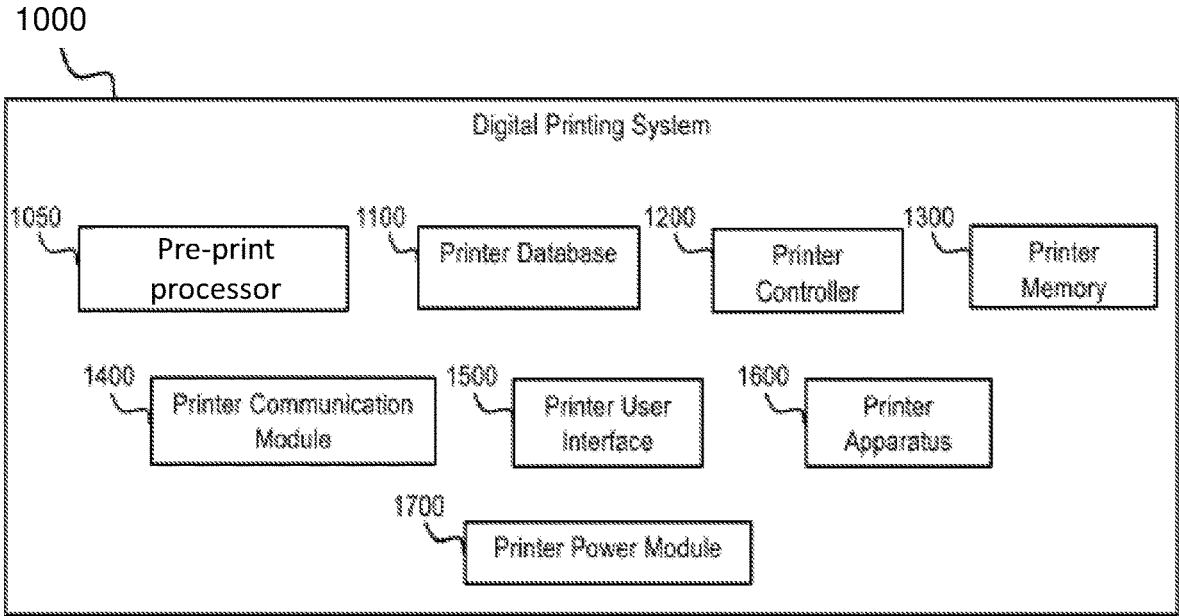 1000
Digital Printing System
1050
Pre-print
processor
1100
Printer Database
1200
Printer
Controller
1300
Printer
Memory
1400
Printer Communication
Module
1500
Printer User
Interface
1600
Printer
Apparatus
1700
Printer Power Module